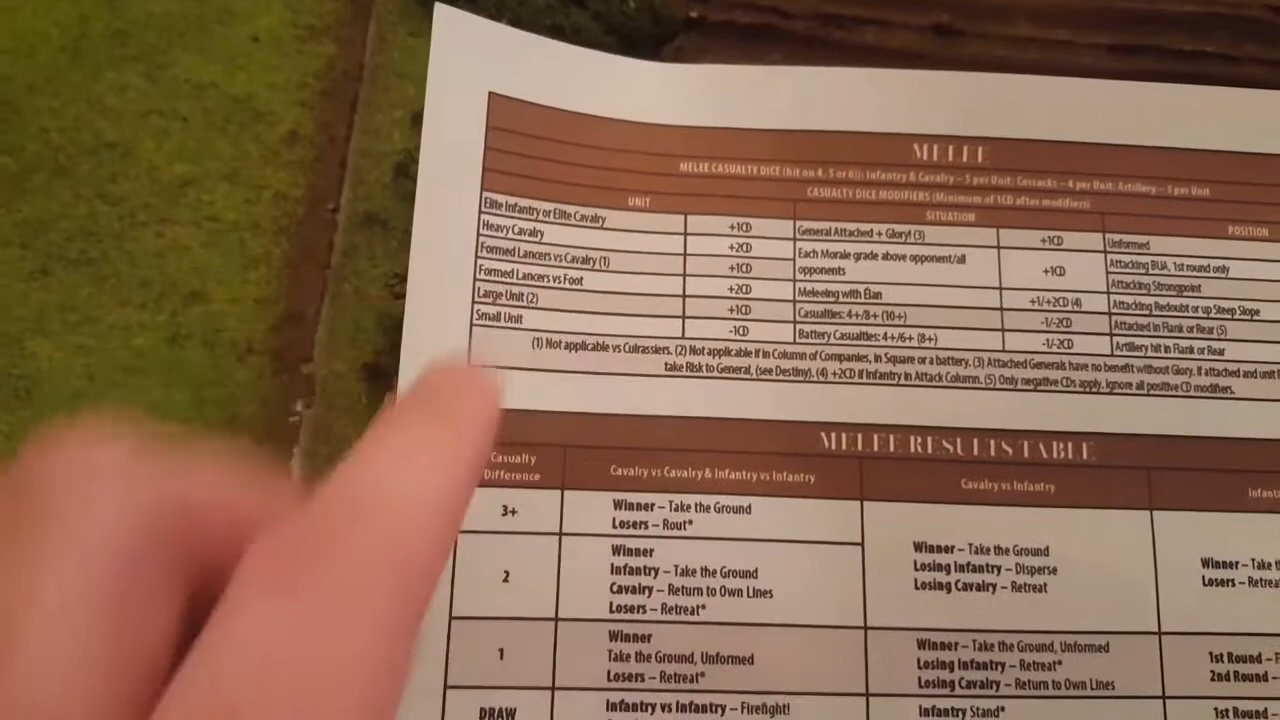 MELEE
MELEE CASUALTY DICE (hit on 4, 5 or 6)): Infantry & Cavalry – 5 per Unit: Cossacks – 4 per Unit: Artillery – 3 per Unit
CASUALTY DICE MODIFIERS (Minimum of 1CD after modifiers)
UNIT SITUATION POSITION
Elite Infantry or Elite Cavalry +1CD General Attached + Glory! (3) +1CD Unformed
Heavy Cavalry +2CD Each Morale grade above opponent/all opponents +1CD Attacking BUA, 1st round only
Formed Lancers vs Cavalry (1) +1CD Attacking Strongpoint
Formed Lancers vs Foot +2CD Meleeing with Élan +1/+2CD (4) Attacking Redoubt or up Steep Slope
Large Unit (2) +1CD Casualties: 4+/8+ (10+) -1/-2CD Attacked in Flank or Rear (5)
Small Unit -1CD Battery Casualties: 4+/6+ (8+) -1/-2CD Artillery hit in Flank or Rear
(1) Not applicable vs Cuirassiers. (2) Not applicable if in Column of Companies, in Square or a battery. (3) Attached Generals have no benefit without Glory. If attached and unit
take Risk to General, (see Destiny). (4) +2CD if Infantry in Attack Column. (5) Only negative CDs apply. Ignore all positive CD modifiers.
MELEE RESULTS TABLE
Casualty Difference Cavalry vs Cavalry & Infantry vs Infantry Cavalry vs Infantry
3+ Winner – Take the Ground
Losers – Rout*
2 Winner
Infantry – Take the Ground
Cavalry – Return to Own Lines
Losers – Retreat*
Winner – Take the Ground
Losing Infantry – Disperse
Losing Cavalry – Retreat
Winner – Take
Losers –
1 Winner
Take the Ground, Unformed
Losers – Retreat*
Winner – Take the Ground, Unformed
Losing Infantry – Retreat*
Losing Cavalry – Return to Own Lines
1st Round –
2nd Round –
DRAW Infantry vs Infantry – Firefight!
Infantry Stand*
1st Round –